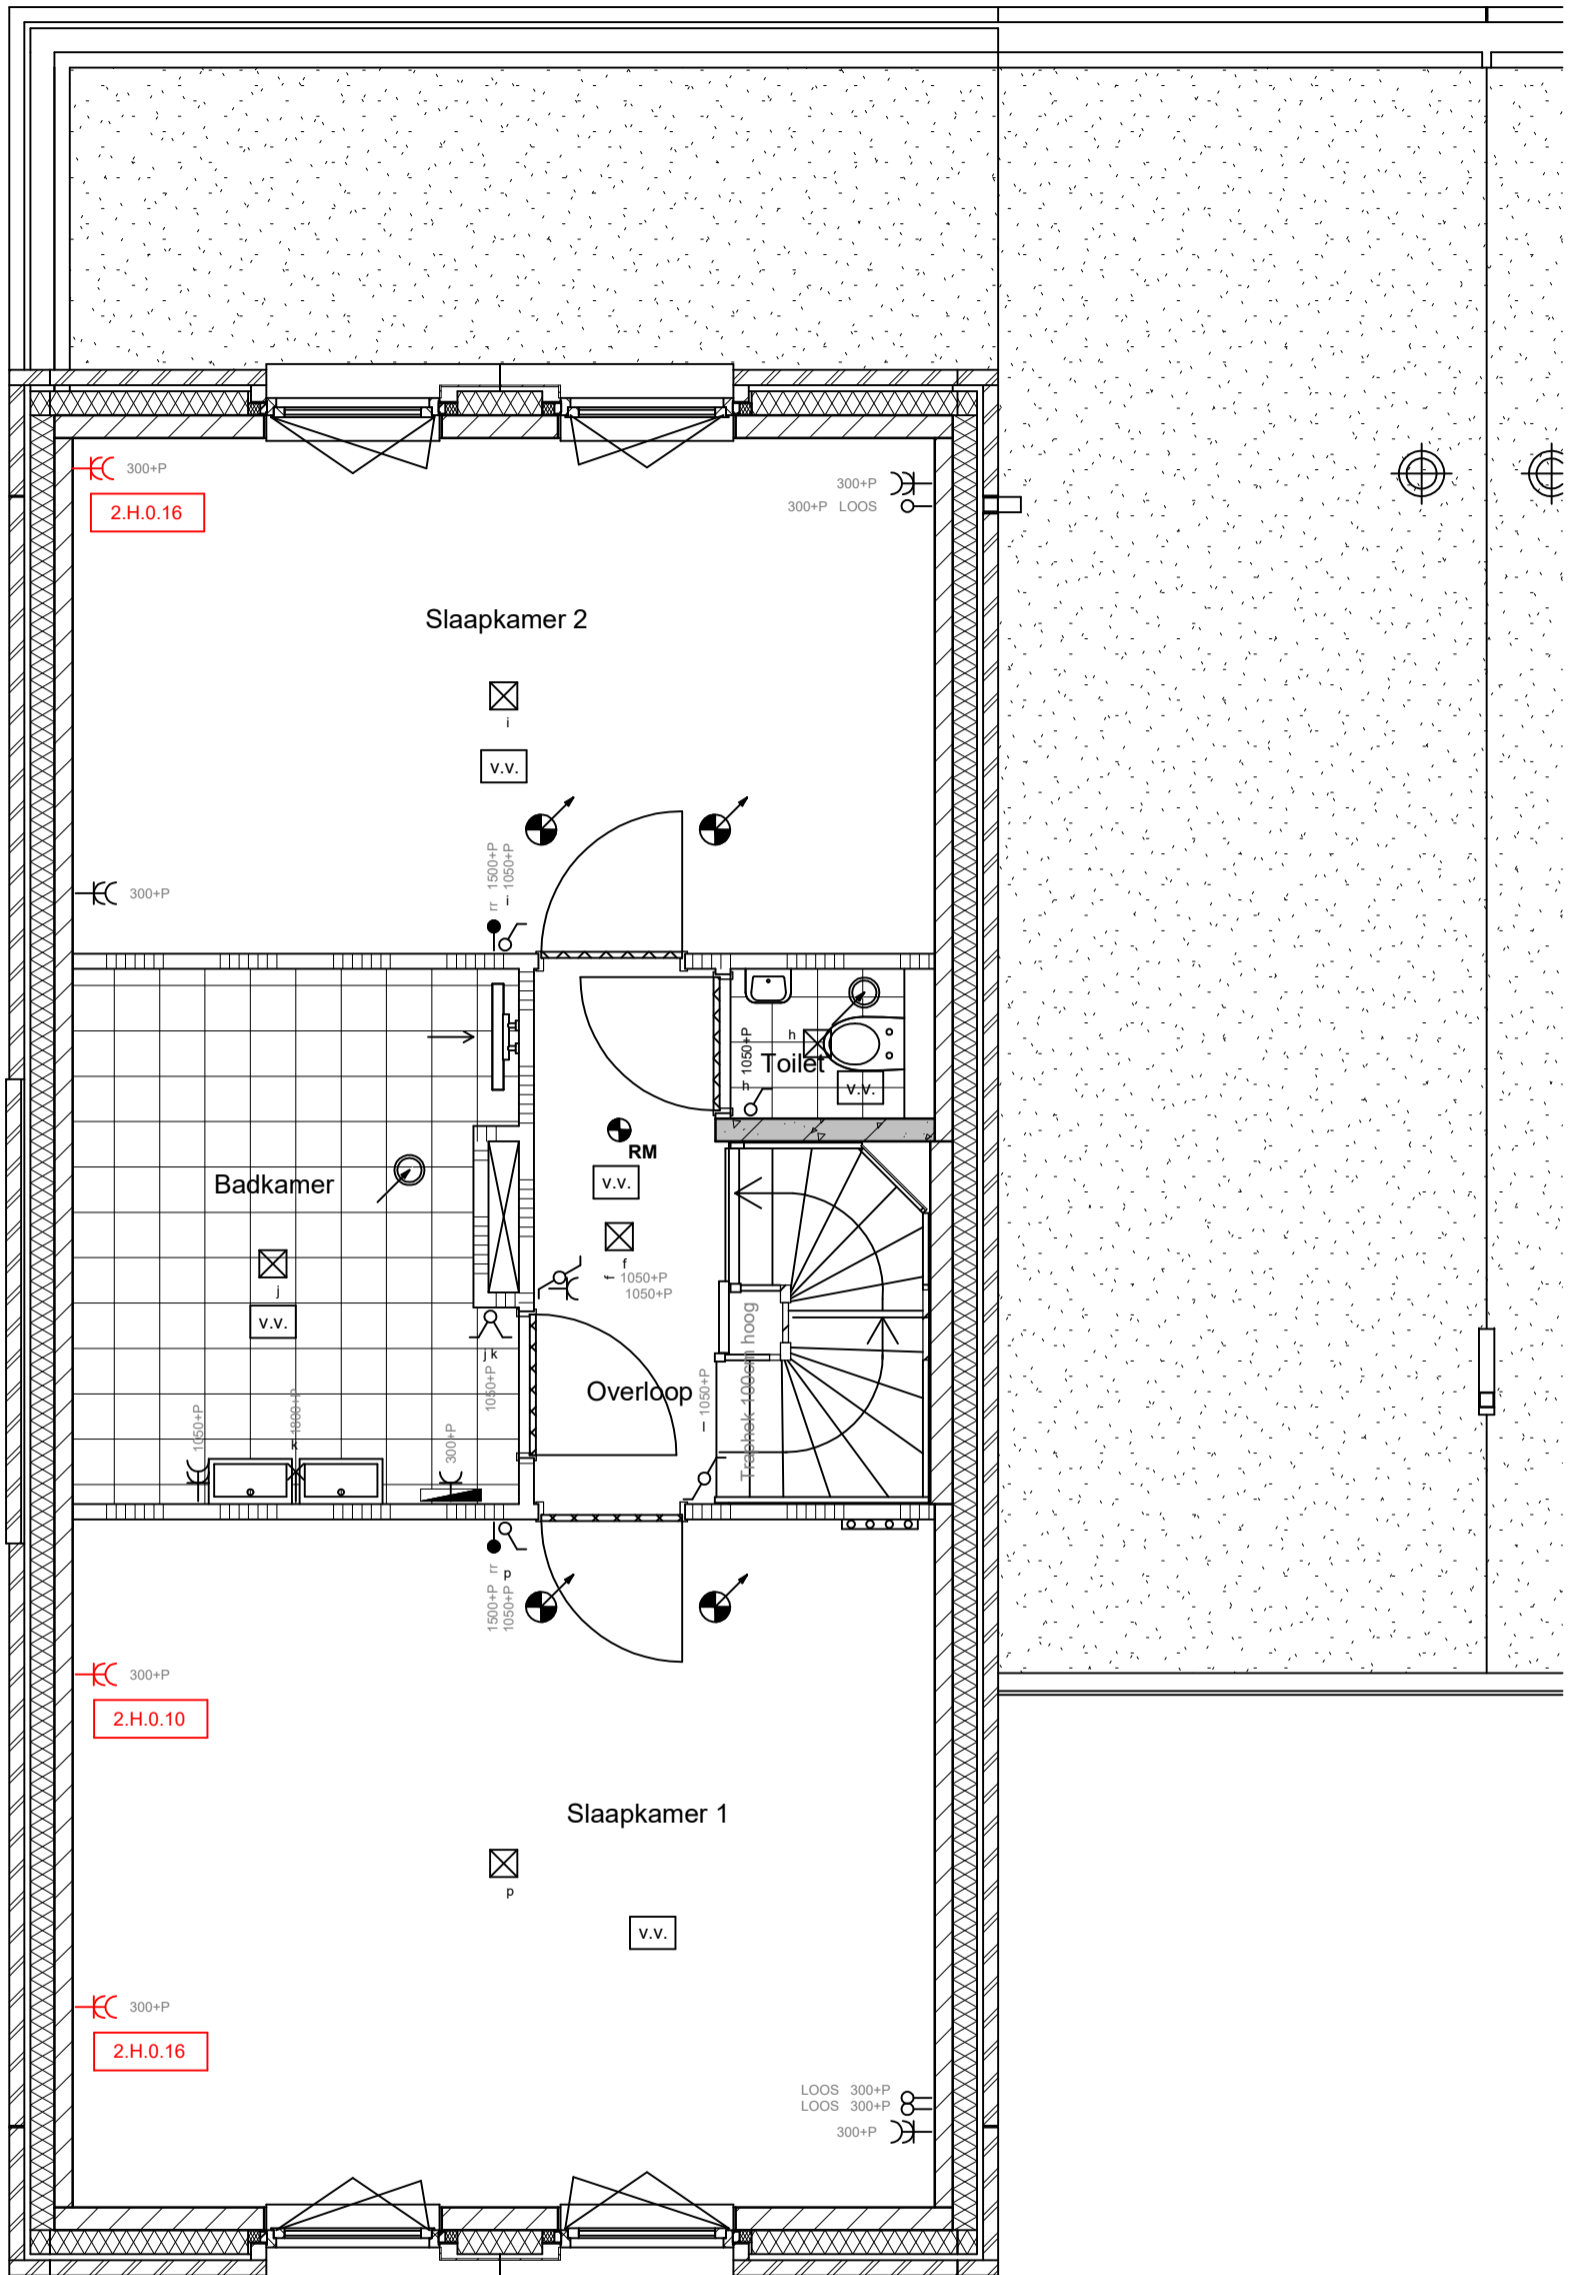 300+P
2.H.0.16
300+P
300+P LOOS
Slaapkamer 2
i
v.v.
rr 1500+P
i 1050+P
300+P
h 1050+P
h
Toilet
v.v.
RM
v.v.
f
f 1050+P
1050+P
Badkamer
j
v.v.
j k
1050+P
Overloop
1050+P
Traphek 100cm hoog
1050+P
1800+P
k
300+P
1500+P rr
1050+P p
300+P
2.H.0.10
Slaapkamer 1
p
v.v.
300+P
2.H.0.16
LOOS 300+P
LOOS 300+P
300+P